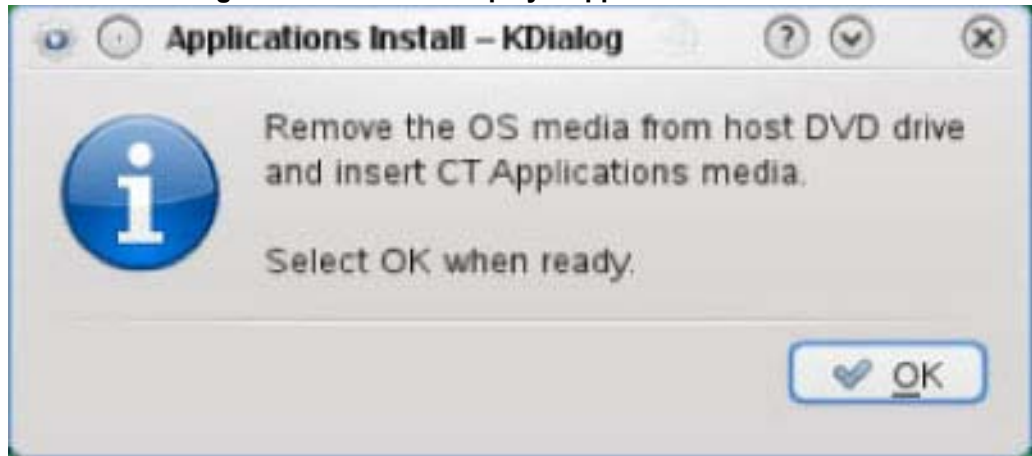 Applications Install – KDialog
Remove the OS media from host DVD drive
and insert CT Applications media.
Select OK when ready.
OK